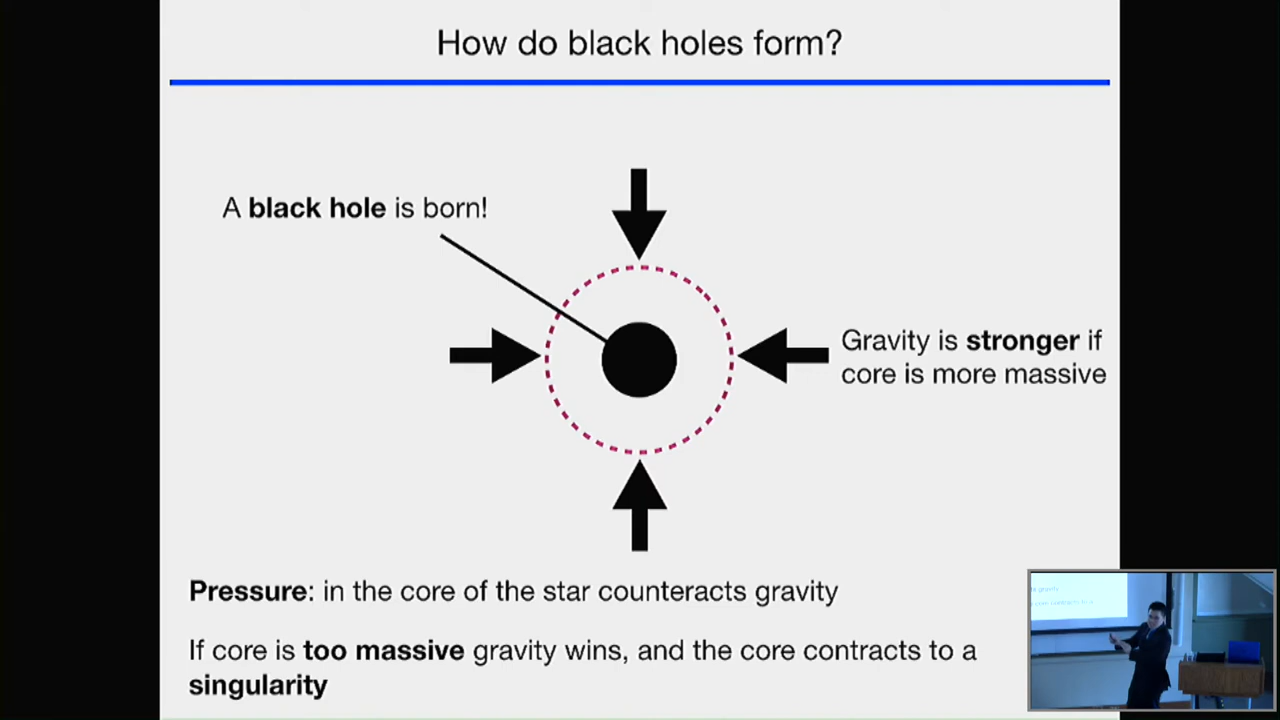 How do black holes form?
A black hole is born!
Gravity is stronger if
core is more massive
Pressure: in the core of the star counteracts gravity
If core is too massive gravity wins, and the core contracts to a
singularity